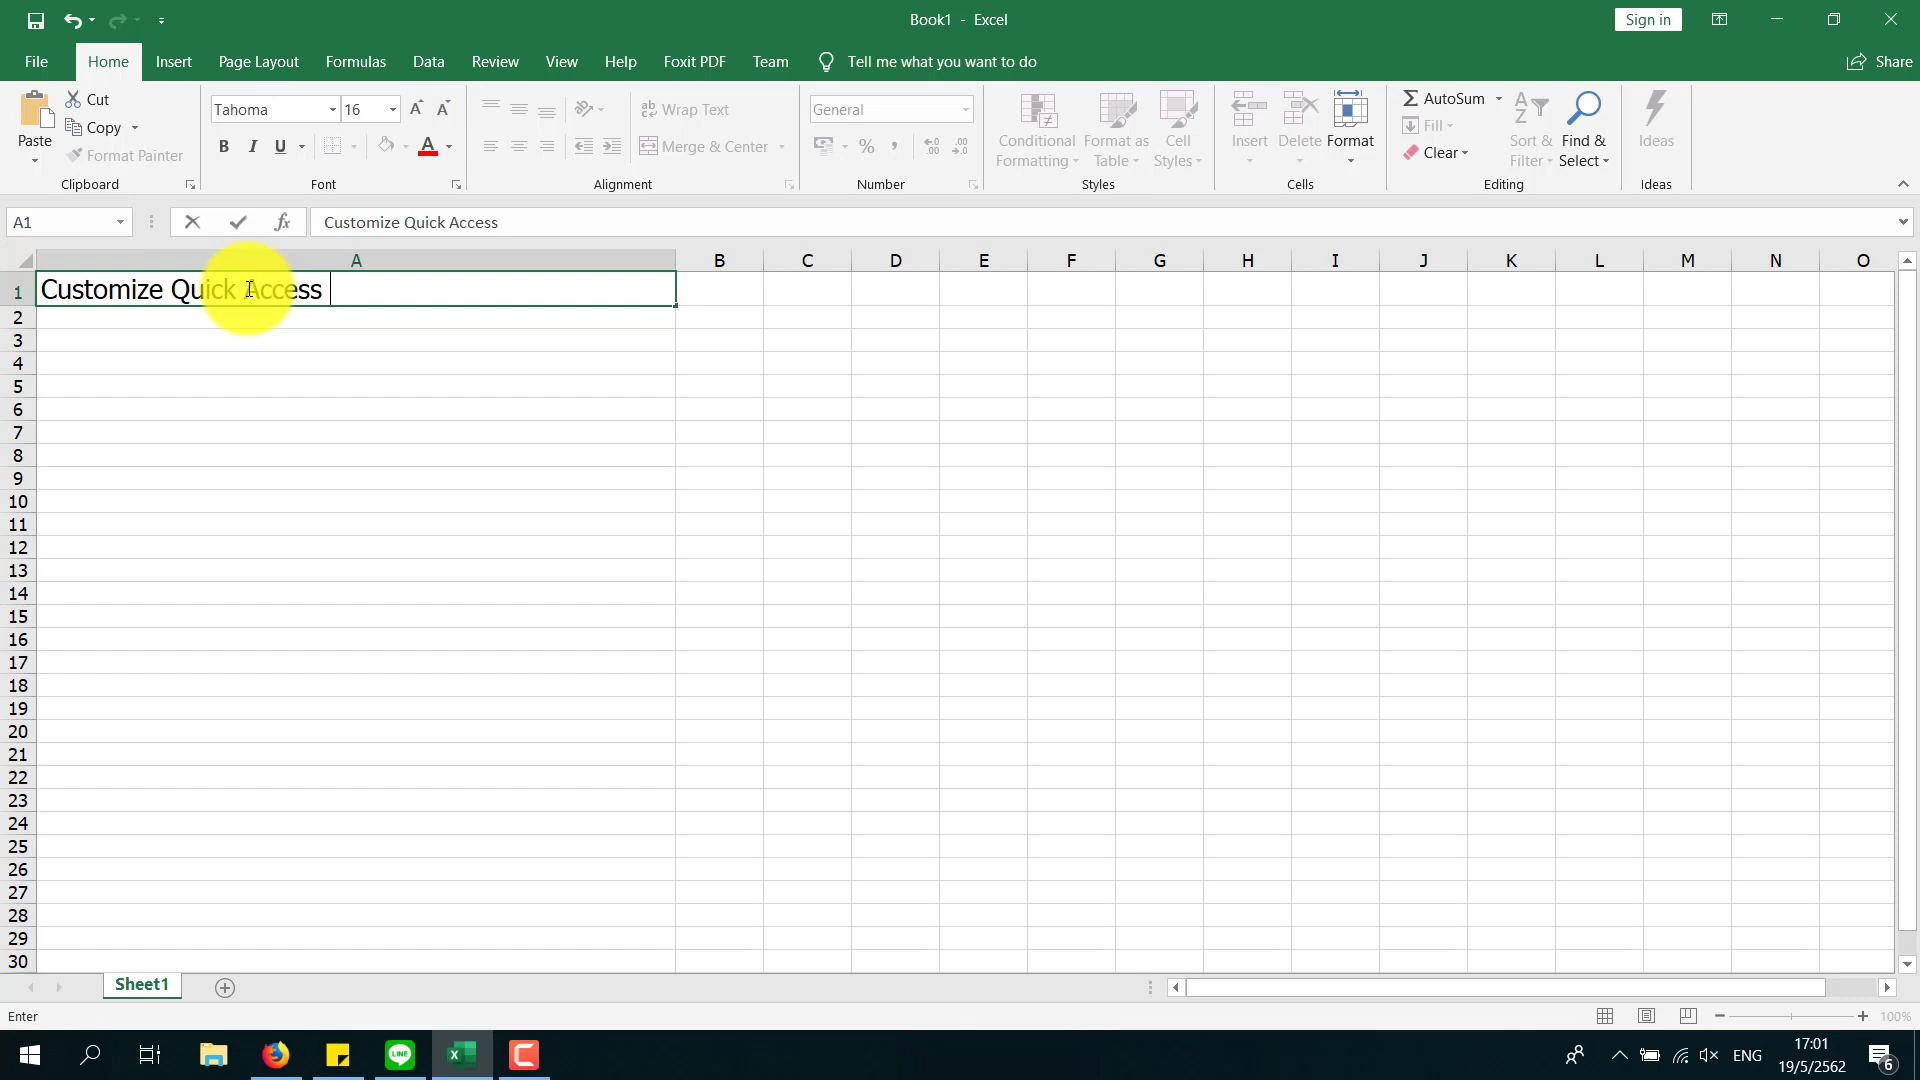 Book1 - Excel
Sign in
File Home Insert Page Layout Formulas Data Review View Help Foxit PDF Team Tell me what you want to do Share
Paste
Cut
Copy
Format Painter
Clipboard
Tahoma 16
B I U A
Font
ab Wrap Text
Merge & Center
Alignment
General
% ,
Number
Conditional Formatting
Format as Table
Cell Styles
Styles
Insert Delete Format
Cells
AutoSum
Fill
Clear
Sort & Filter
Find & Select
Editing
Ideas
Ideas
A1 fx Customize Quick Access
A B C D E F G H I J K L M N O
1 Customize Quick Access
2
3
4
5
6
7
8
9
10
11
12
13
14
15
16
17
18
19
20
21
22
23
24
25
26
27
28
29
30
Sheet1
Enter 100%
LINE
ENG
17:01
19/5/2562
6